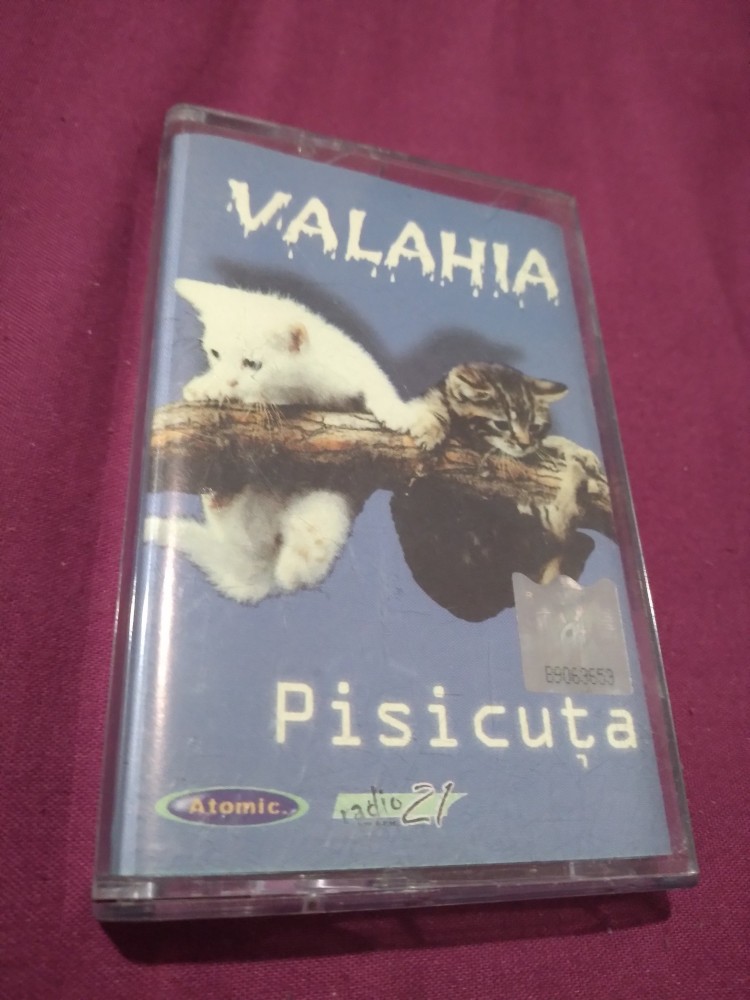 VALAHIA
B9063653
Pisicuța
Atomic
radio 21